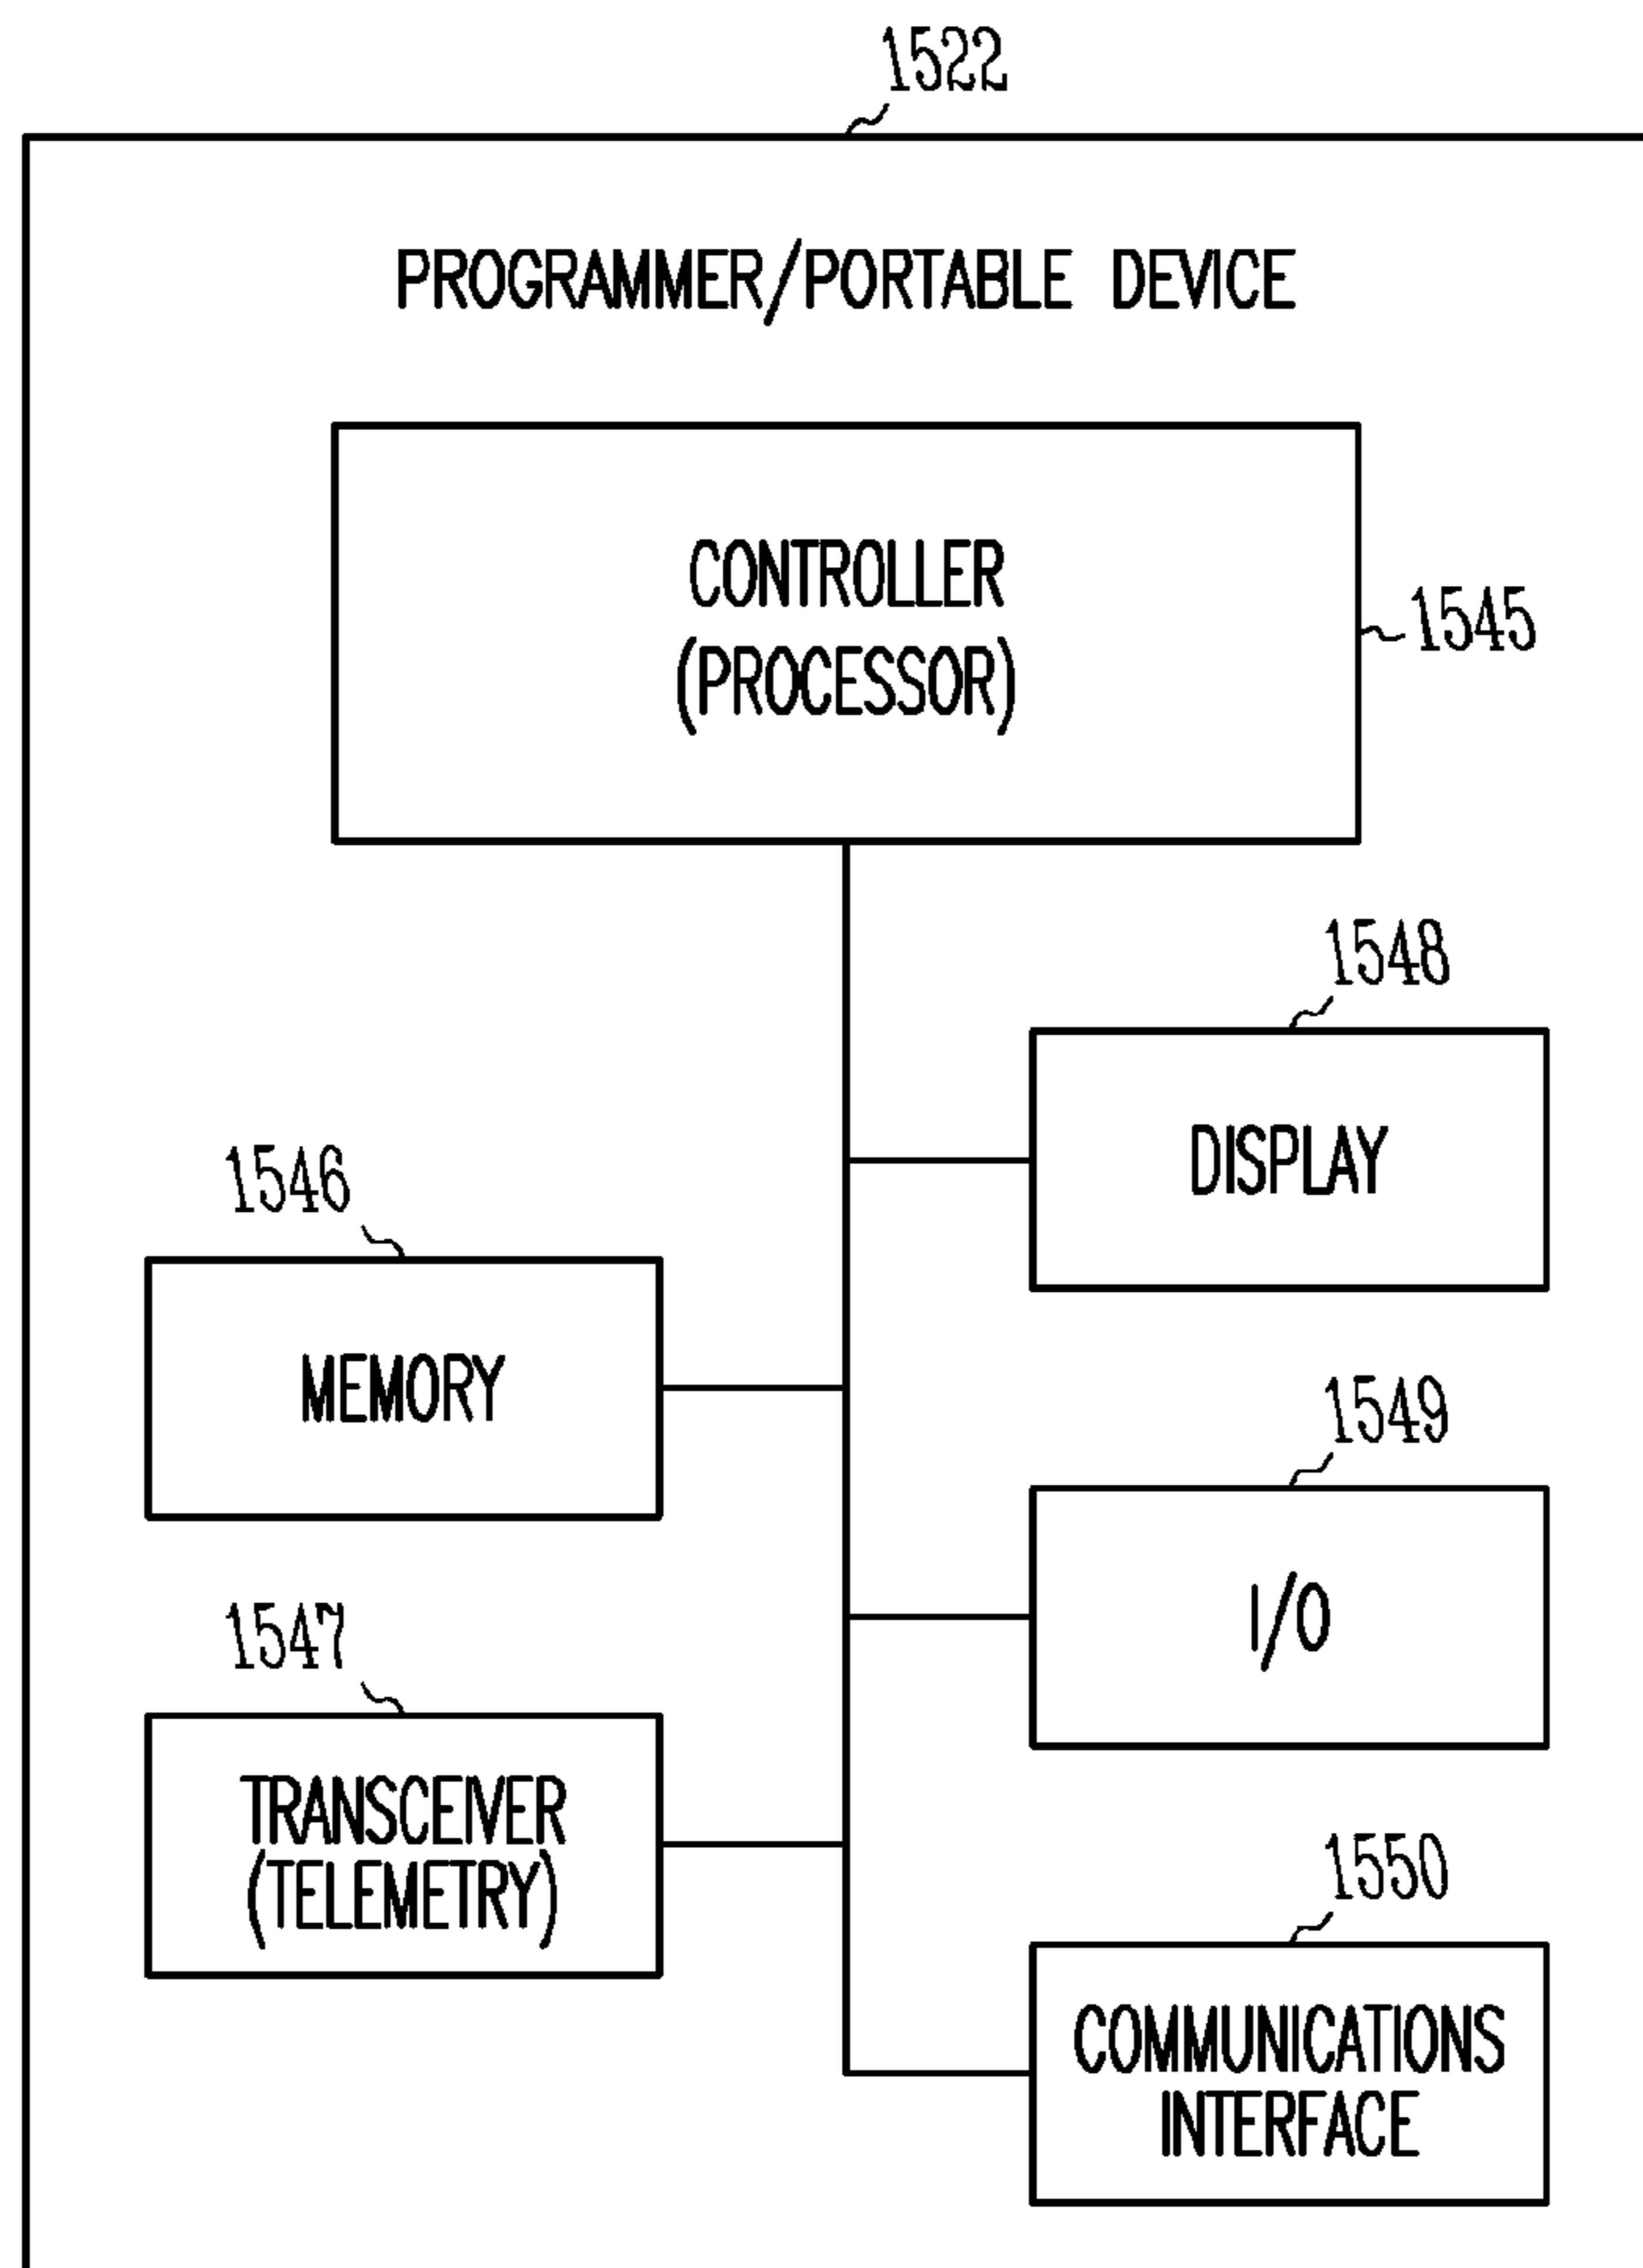 1522
PROGRAMMER/PORTABLE DEVICE
CONTROLLER
(PROCESSOR)
1545
1548
DISPLAY
1546
MEMORY
1549
I/O
1547
TRANSCEIVER
(TELEMETRY)
1550
COMMUNICATIONS
INTERFACE